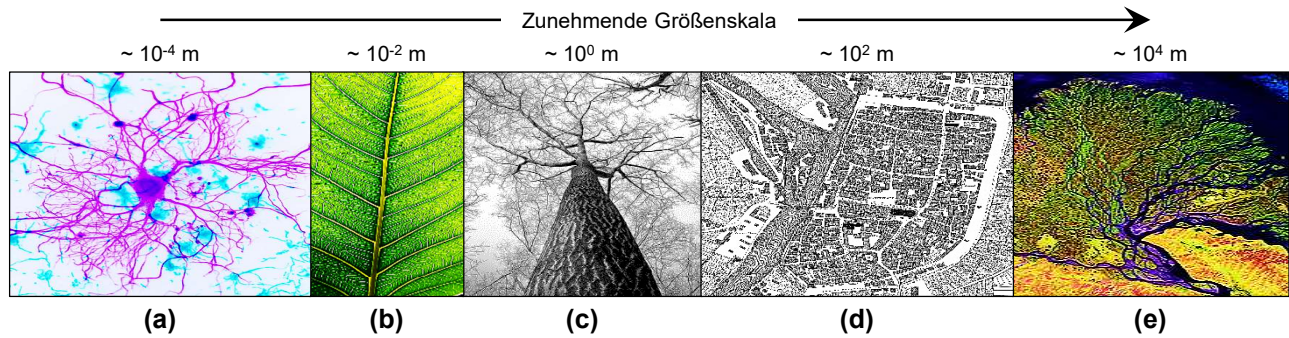 Zunehmende Größenskala
~ 10-4 m ~ 10-2 m ~ 100 m ~ 102 m ~ 104 m
(a) (b) (c) (d) (e)